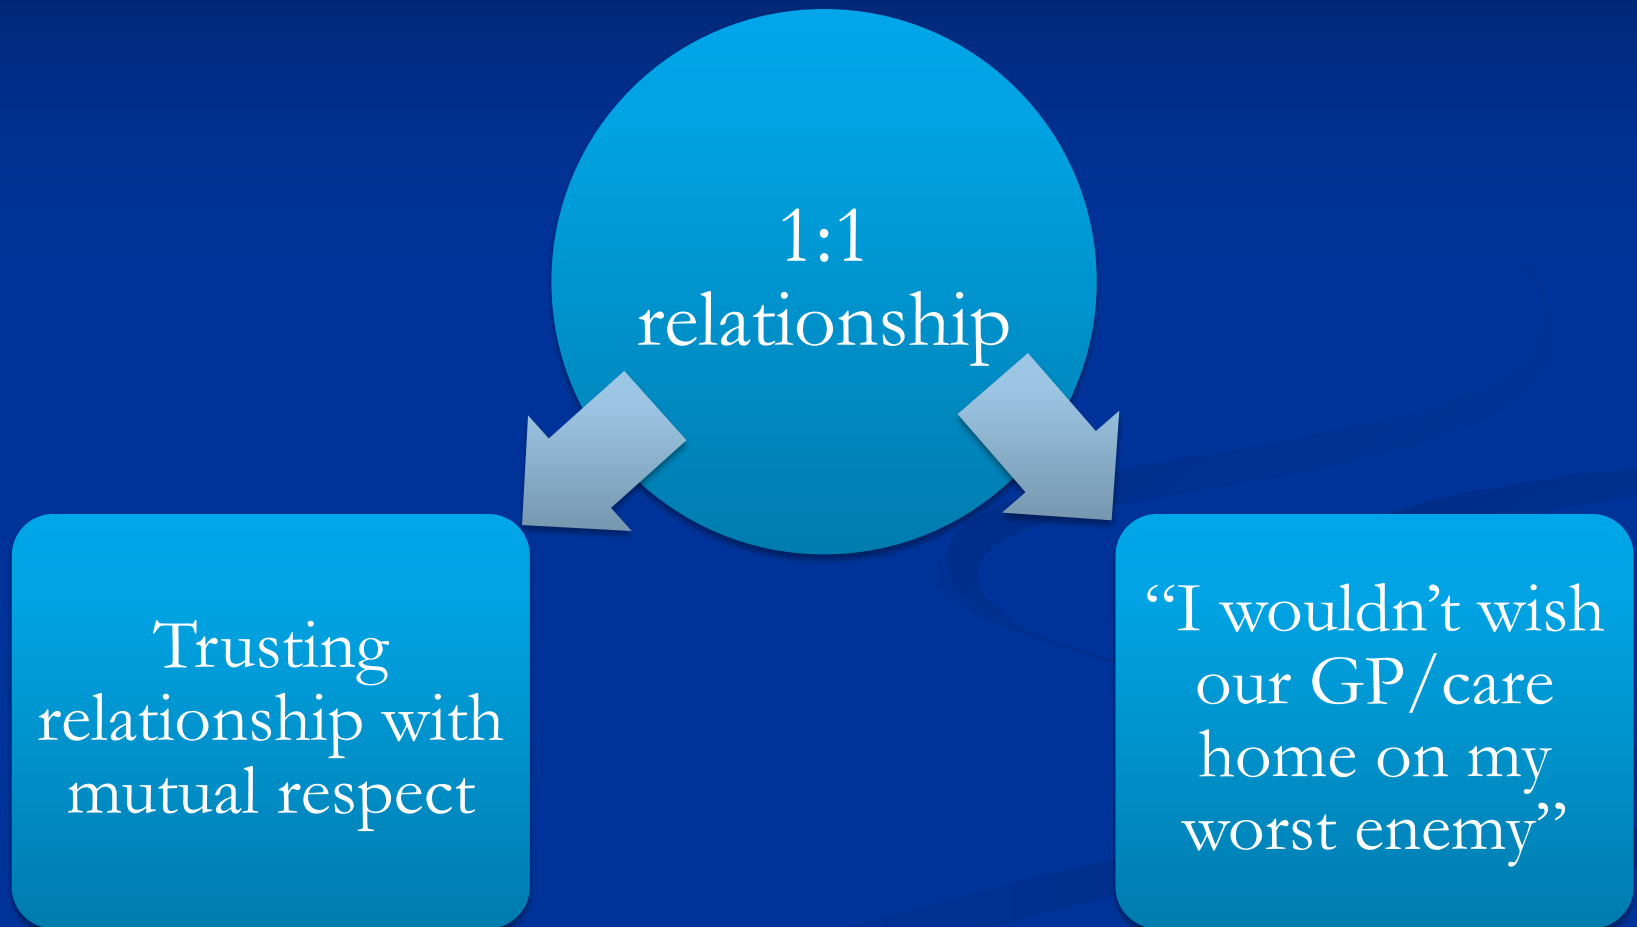 1:1
relationship
Trusting
relationship with
mutual respect
“I wouldn’t wish
our GP/care
home on my
worst enemy”